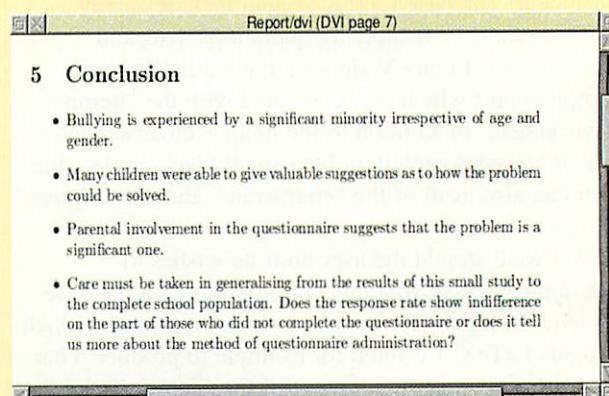 Report/dvi (DVI page 7)
5 Conclusion
• Bullying is experienced by a significant minority irrespective of age and
gender.
• Many children were able to give valuable suggestions as to how the problem
could be solved.
• Parental involvement in the questionnaire suggests that the problem is a
significant one.
• Care must be taken in generalising from the results of this small study to
the complete school population. Does the response rate show indifference
on the part of those who did not complete the questionnaire or does it tell
us more about the method of questionnaire administration?